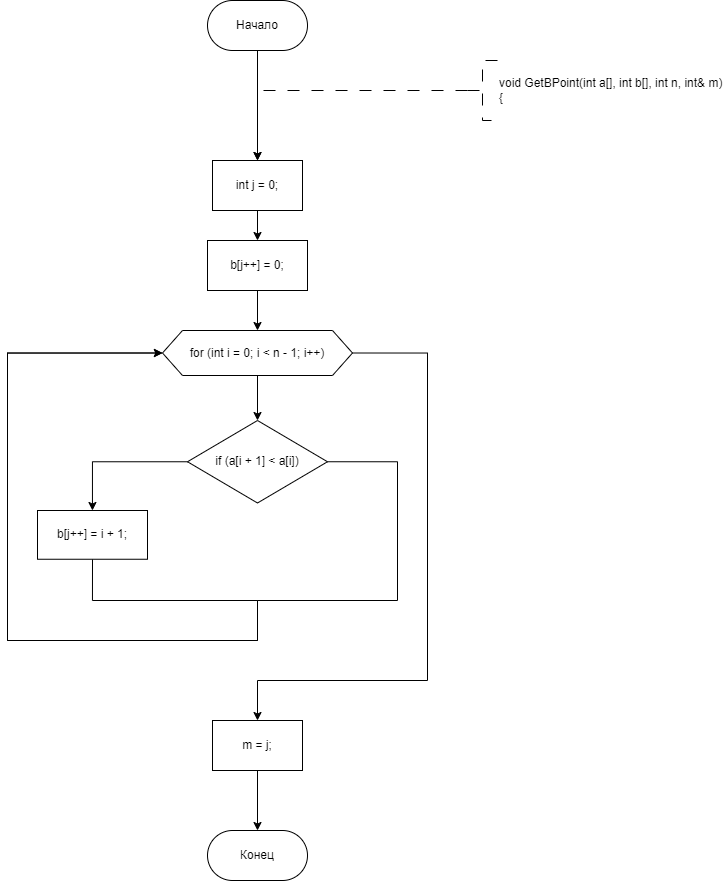 Начало
void GetBPoint(int a[], int b[], int n, int& m)
{
int j = 0;
b[j++] = 0;
for (int i = 0; i < n - 1; i++)
if (a[i + 1] < a[i])
b[j++] = i + 1;
m = j;
Конец